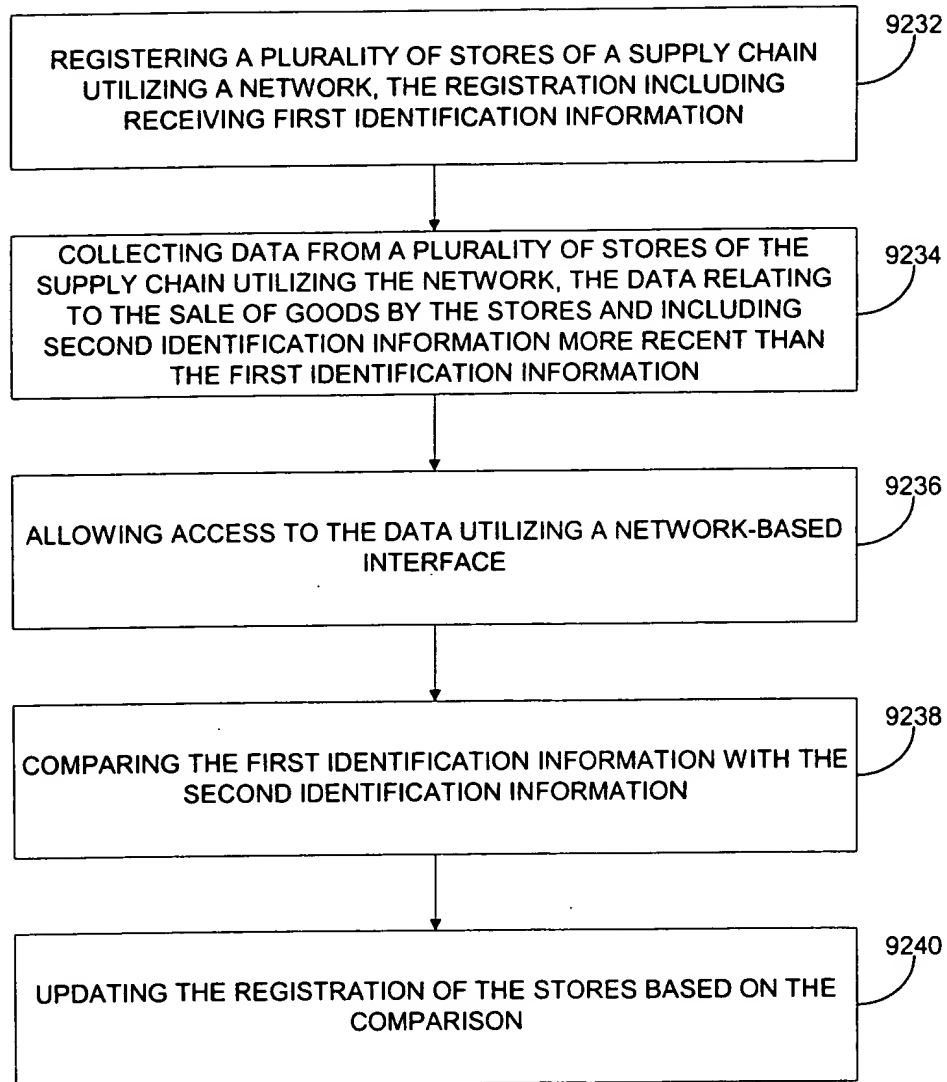 9232
REGISTERING A PLURALITY OF STORES OF A SUPPLY CHAIN
UTILIZING A NETWORK, THE REGISTRATION INCLUDING
RECEIVING FIRST IDENTIFICATION INFORMATION
9234
COLLECTING DATA FROM A PLURALITY OF STORES OF THE
SUPPLY CHAIN UTILIZING THE NETWORK, THE DATA RELATING
TO THE SALE OF GOODS BY THE STORES AND INCLUDING
SECOND IDENTIFICATION INFORMATION MORE RECENT THAN
THE FIRST IDENTIFICATION INFORMATION
9236
ALLOWING ACCESS TO THE DATA UTILIZING A NETWORK-BASED
INTERFACE
9238
COMPARING THE FIRST IDENTIFICATION INFORMATION WITH THE
SECOND IDENTIFICATION INFORMATION
9240
UPDATING THE REGISTRATION OF THE STORES BASED ON THE
COMPARISON